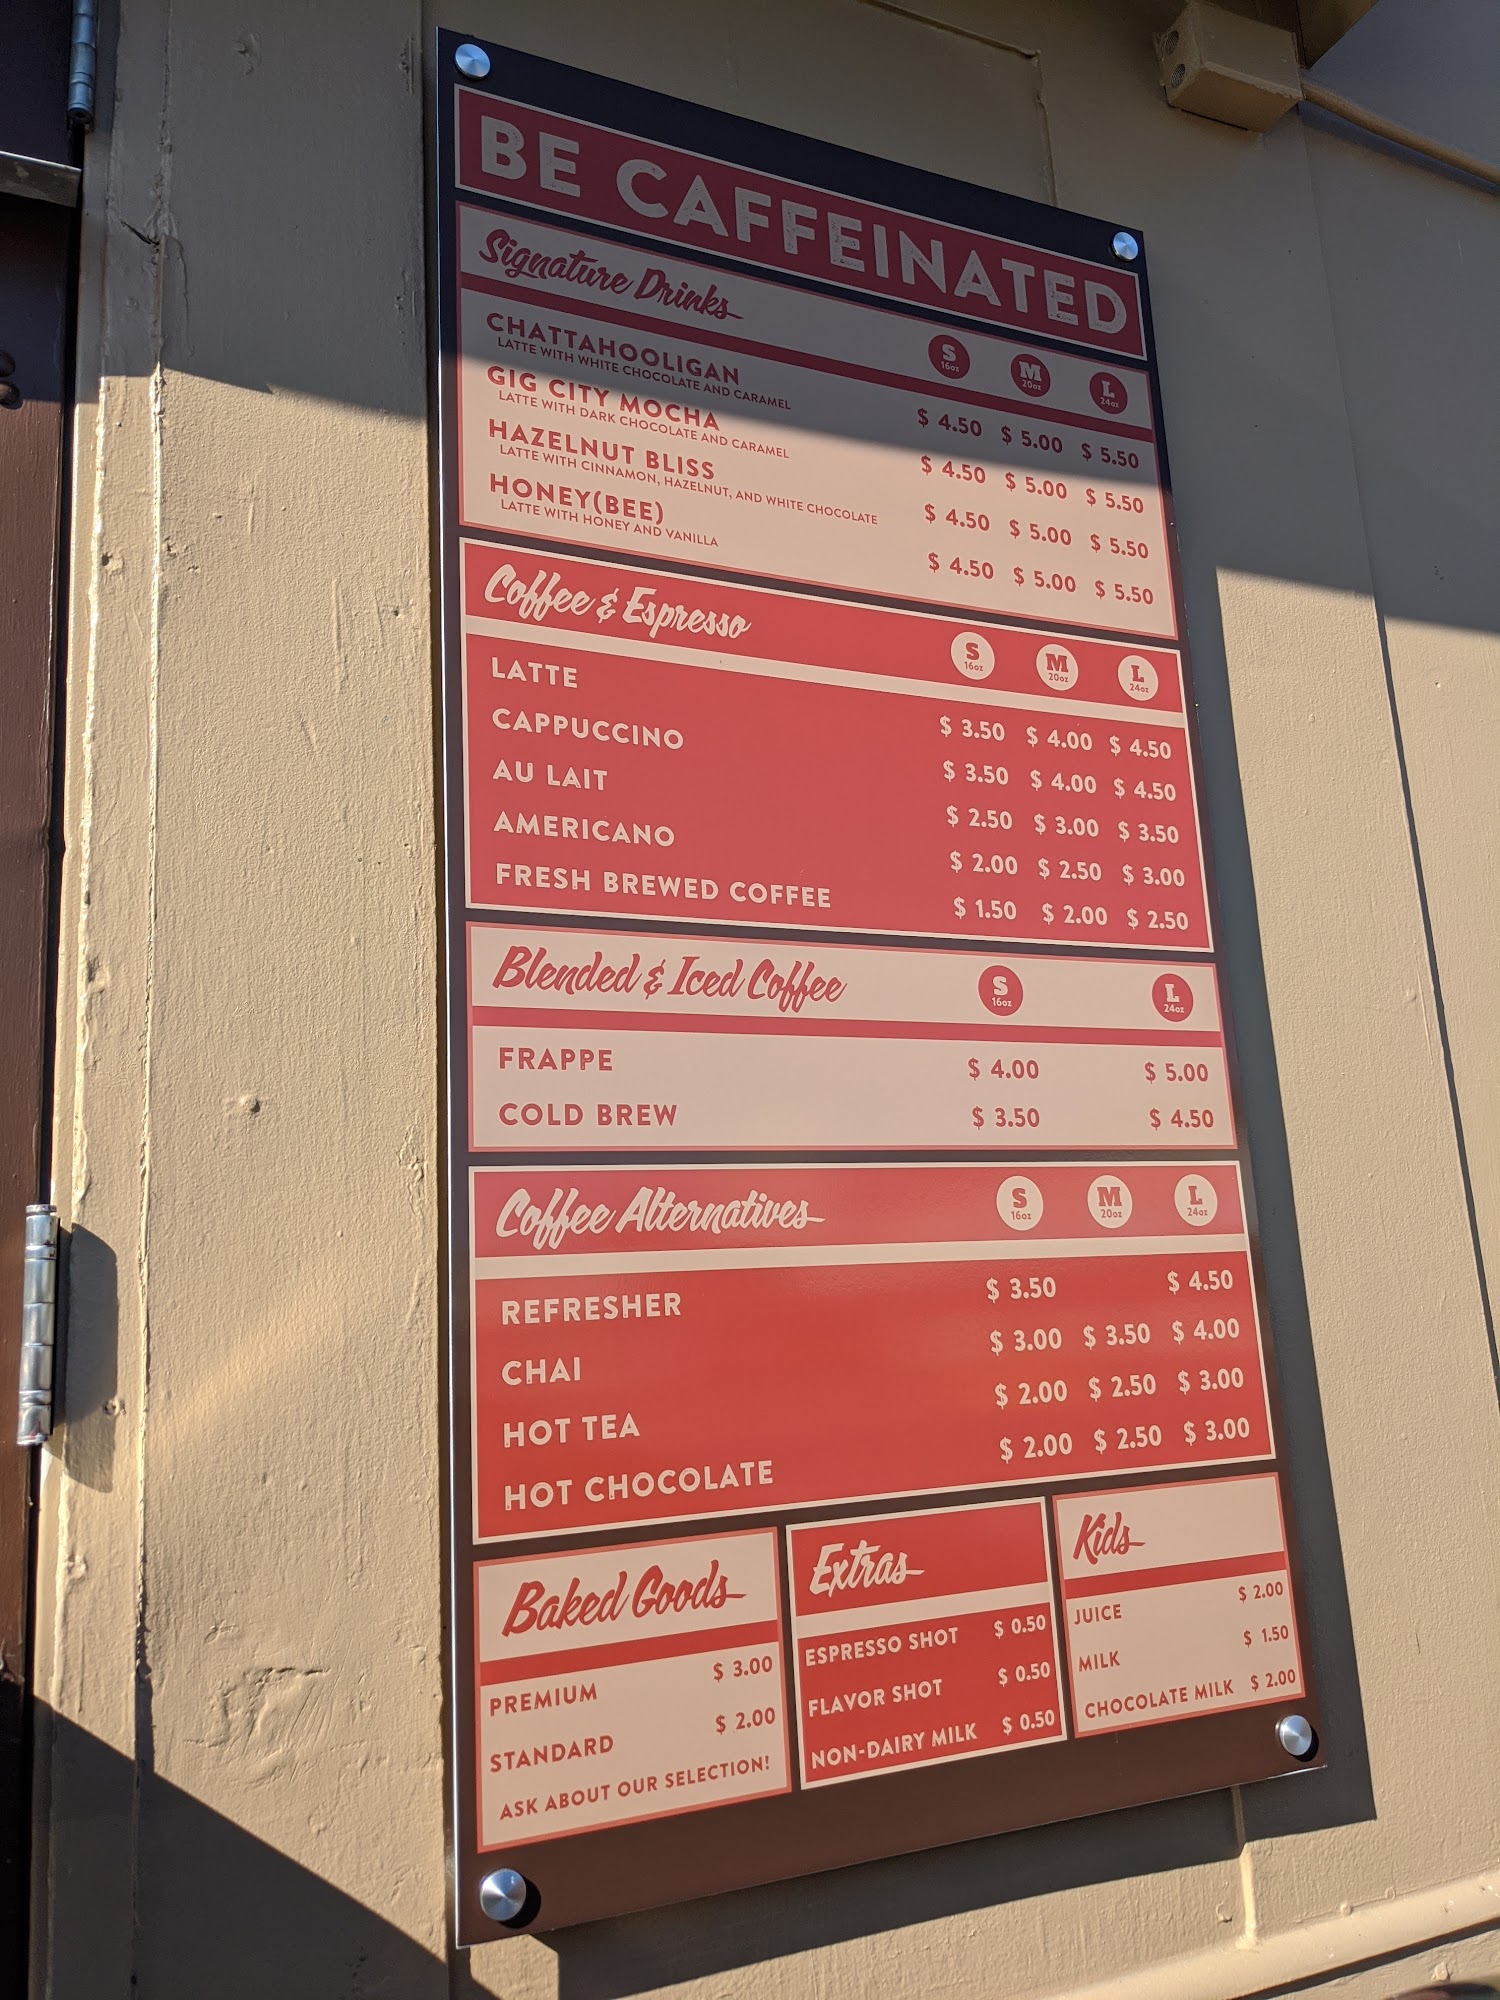 BE CAFFEINATED
Signature Drinks
S 16oz M 20oz L 24oz
CHATTAHOOLIGAN $ 4.50 $ 5.00 $ 5.50
LATTE WITH WHITE CHOCOLATE AND CARAMEL
GIG CITY MOCHA $ 4.50 $ 5.00 $ 5.50
LATTE WITH DARK CHOCOLATE AND CARAMEL
HAZELNUT BLISS $ 4.50 $ 5.00 $ 5.50
LATTE WITH CINNAMON, HAZELNUT, AND WHITE CHOCOLATE
HONEY(BEE) $ 4.50 $ 5.00 $ 5.50
LATTE WITH HONEY AND VANILLA
Coffee & Espresso
S 16oz M 20oz L 24oz
LATTE $ 3.50 $ 4.00 $ 4.50
CAPPUCCINO $ 3.50 $ 4.00 $ 4.50
AU LAIT $ 2.50 $ 3.00 $ 3.50
AMERICANO $ 2.00 $ 2.50 $ 3.00
FRESH BREWED COFFEE $ 1.50 $ 2.00 $ 2.50
Blended & Iced Coffee
S 16oz L 24oz
FRAPPE $ 4.00 $ 5.00
COLD BREW $ 3.50 $ 4.50
Coffee Alternatives
S 16oz M 20oz L 24oz
REFRESHER $ 3.50 $ 4.50
CHAI $ 3.00 $ 3.50 $ 4.00
HOT TEA $ 2.00 $ 2.50 $ 3.00
HOT CHOCOLATE $ 2.00 $ 2.50 $ 3.00
Baked Goods
PREMIUM $ 3.00
STANDARD $ 2.00
ASK ABOUT OUR SELECTION!
Extras
ESPRESSO SHOT $ 0.50
FLAVOR SHOT $ 0.50
NON-DAIRY MILK $ 0.50
Kids
JUICE $ 2.00
MILK $ 1.50
CHOCOLATE MILK $ 2.00